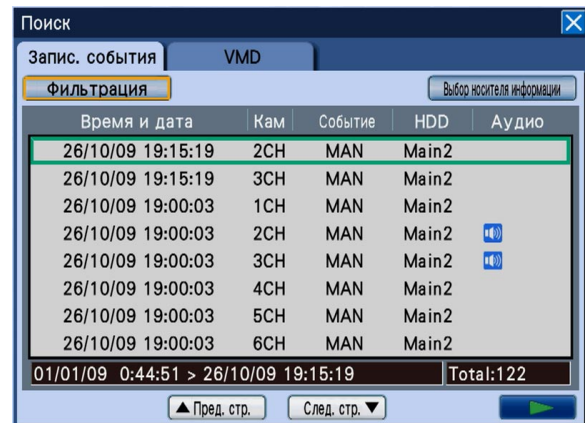 Поиск
Запис. события VMD
Фильтрация Выбор носителя информации
Время и дата Кам Событие HDD Аудио
26/10/09 19:15:19 2CH MAN Main2
26/10/09 19:15:19 3CH MAN Main2
26/10/09 19:00:03 1CH MAN Main2
26/10/09 19:00:03 2CH MAN Main2
26/10/09 19:00:03 3CH MAN Main2
26/10/09 19:00:03 4CH MAN Main2
26/10/09 19:00:03 5CH MAN Main2
26/10/09 19:00:03 6CH MAN Main2
01/01/09 0:44:51 > 26/10/09 19:15:19 Total:122
▲ Пред. стр. След. стр. ▼